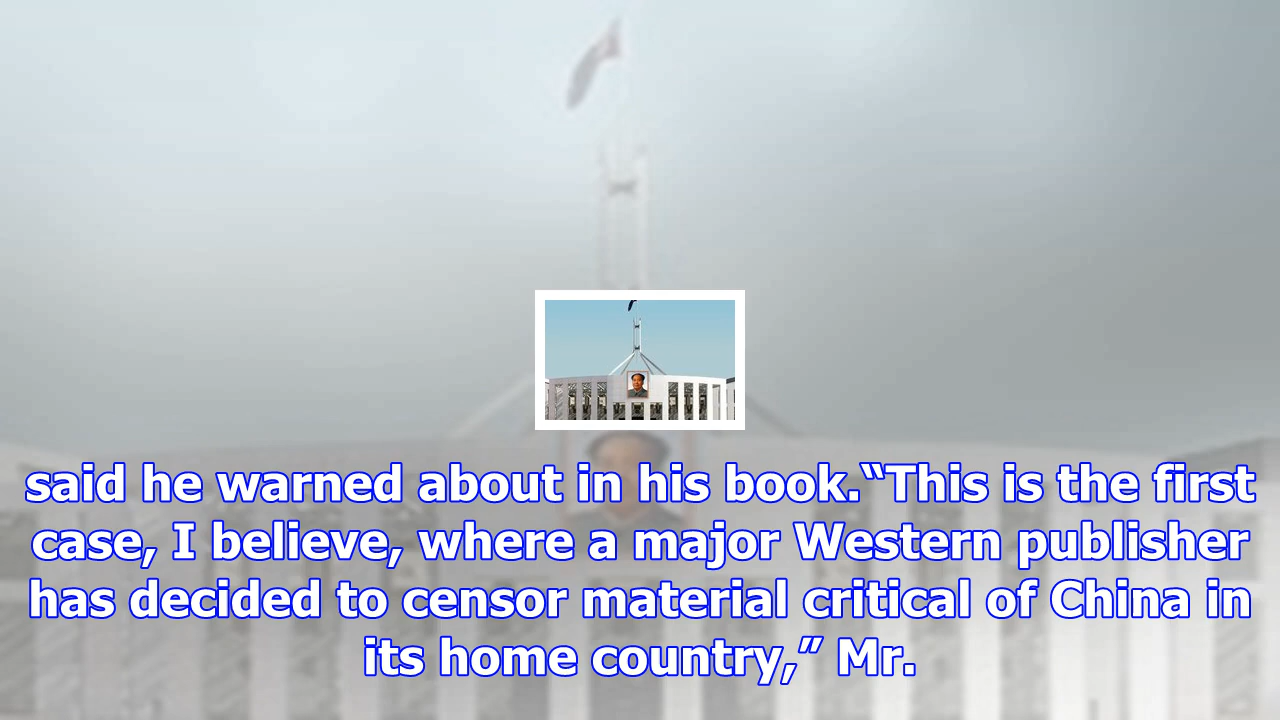 said he warned about in his book.“This is the first
case, I believe, where a major Western publisher
has decided to censor material critical of China in
its home country,” Mr.